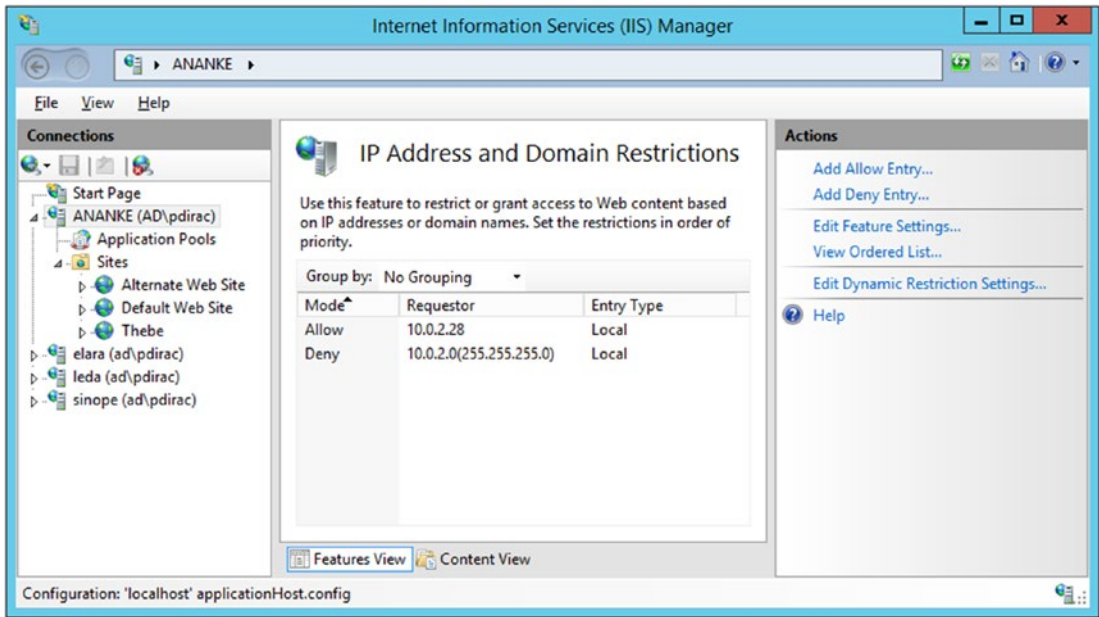 Internet Information Services (IIS) Manager
ANANKE
File View Help
Connections
Start Page
ANANKE (AD\pdirac)
Application Pools
Sites
Alternate Web Site
Default Web Site
Thebe
elara (ad\pdirac)
leda (ad\pdirac)
sinope (ad\pdirac)
IP Address and Domain Restrictions
Use this feature to restrict or grant access to Web content based
on IP addresses or domain names. Set the restrictions in order of
priority.
Group by: No Grouping
Mode Requestor Entry Type
Allow 10.0.2.28 Local
Deny 10.0.2.0(255.255.255.0) Local
Features View Content View
Actions
Add Allow Entry...
Add Deny Entry...
Edit Feature Settings...
View Ordered List...
Edit Dynamic Restriction Settings...
Help
Configuration: 'localhost' applicationHost.config